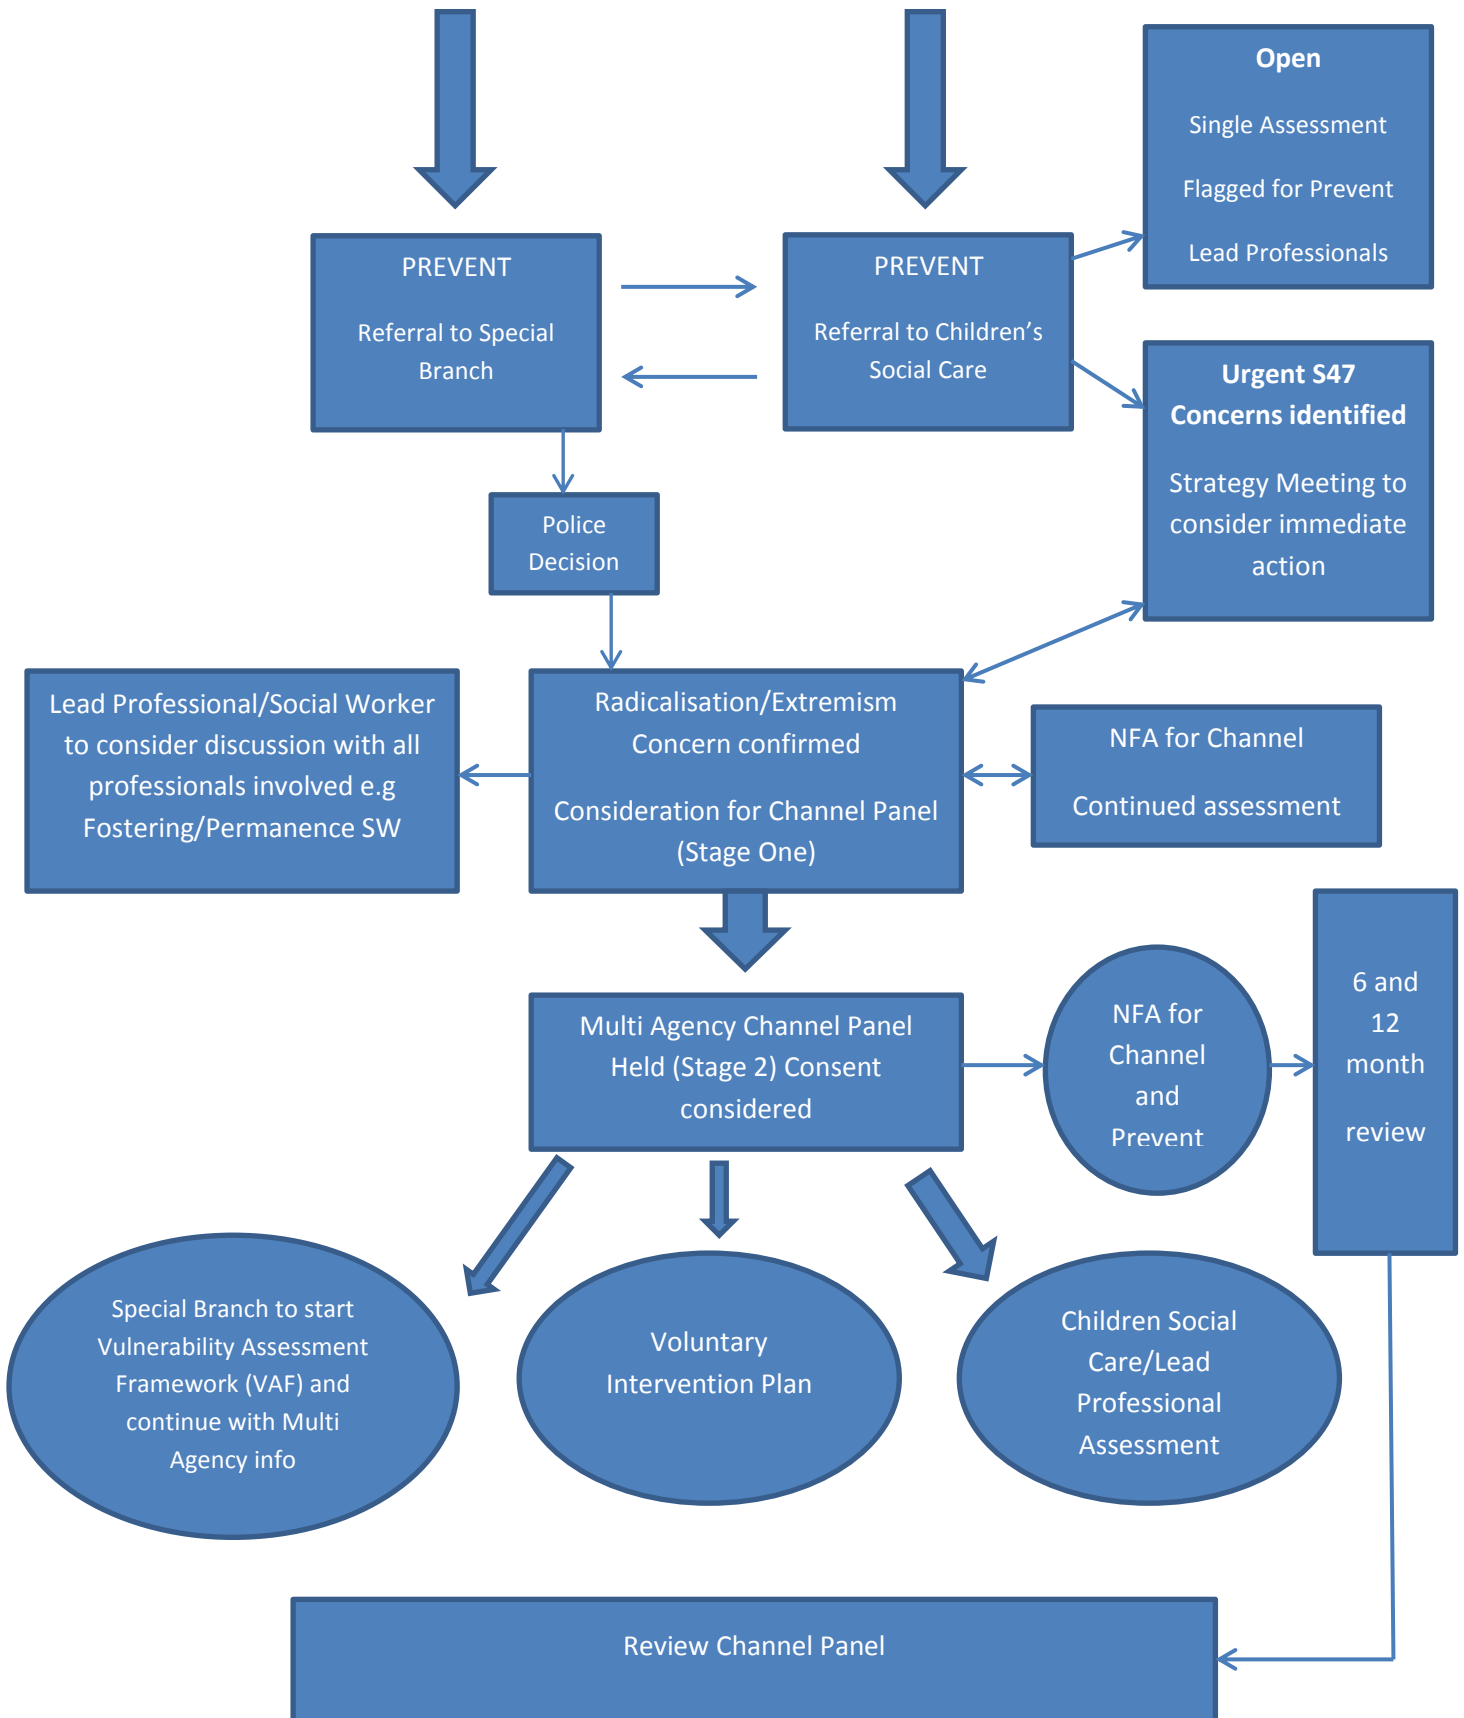 Open
Single Assessment
Flagged for Prevent
Lead Professionals
PREVENT
Referral to Special
Branch
PREVENT
Referral to Children’s
Social Care
Urgent S47
Concerns identified
Strategy Meeting to
consider immediate
action
Police
Decision
Lead Professional/Social Worker
to consider discussion with all
professionals involved e.g
Fostering/Permanence SW
Radicalisation/Extremism
Concern confirmed
Consideration for Channel Panel
(Stage One)
NFA for Channel
Continued assessment
Multi Agency Channel Panel
Held (Stage 2) Consent
considered
NFA for
Channel
and
Prevent
6 and
12
month
review
Special Branch to start
Vulnerability Assessment
Framework (VAF) and
continue with Multi
Agency info
Voluntary
Intervention Plan
Children Social
Care/Lead
Professional
Assessment
Review Channel Panel